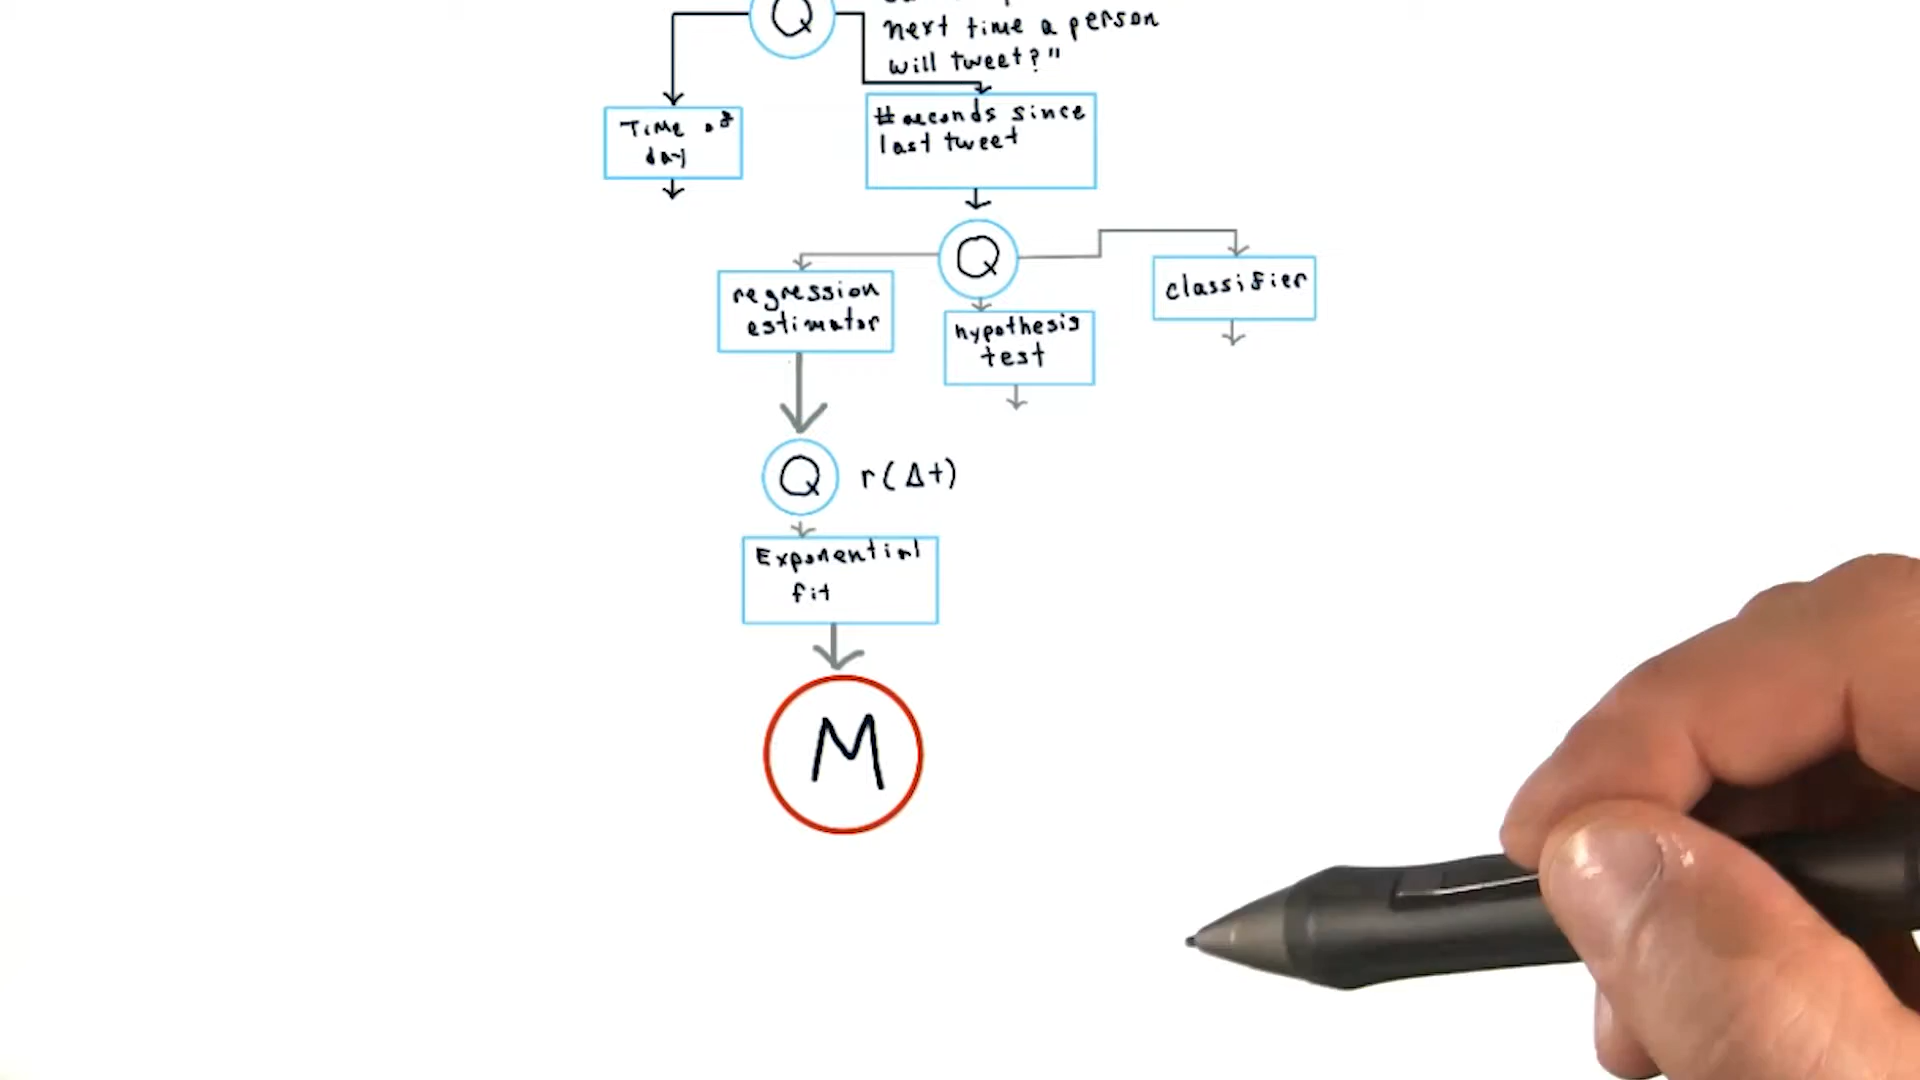 Q
next time a person
will tweet?"
Time of
day
#seconds since
last tweet
Q
regression
estimator
hypothesis
test
classifier
Q r(Δt)
Exponential
fit
M